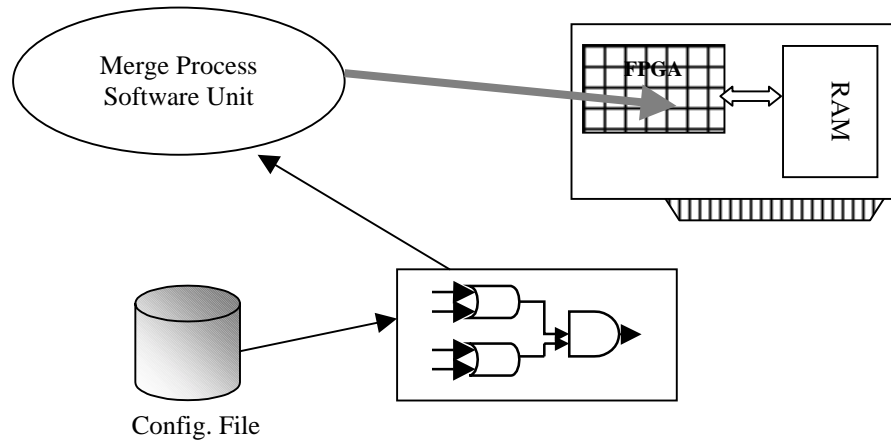 Merge Process
Software Unit
FPGA
RAM
Config. File